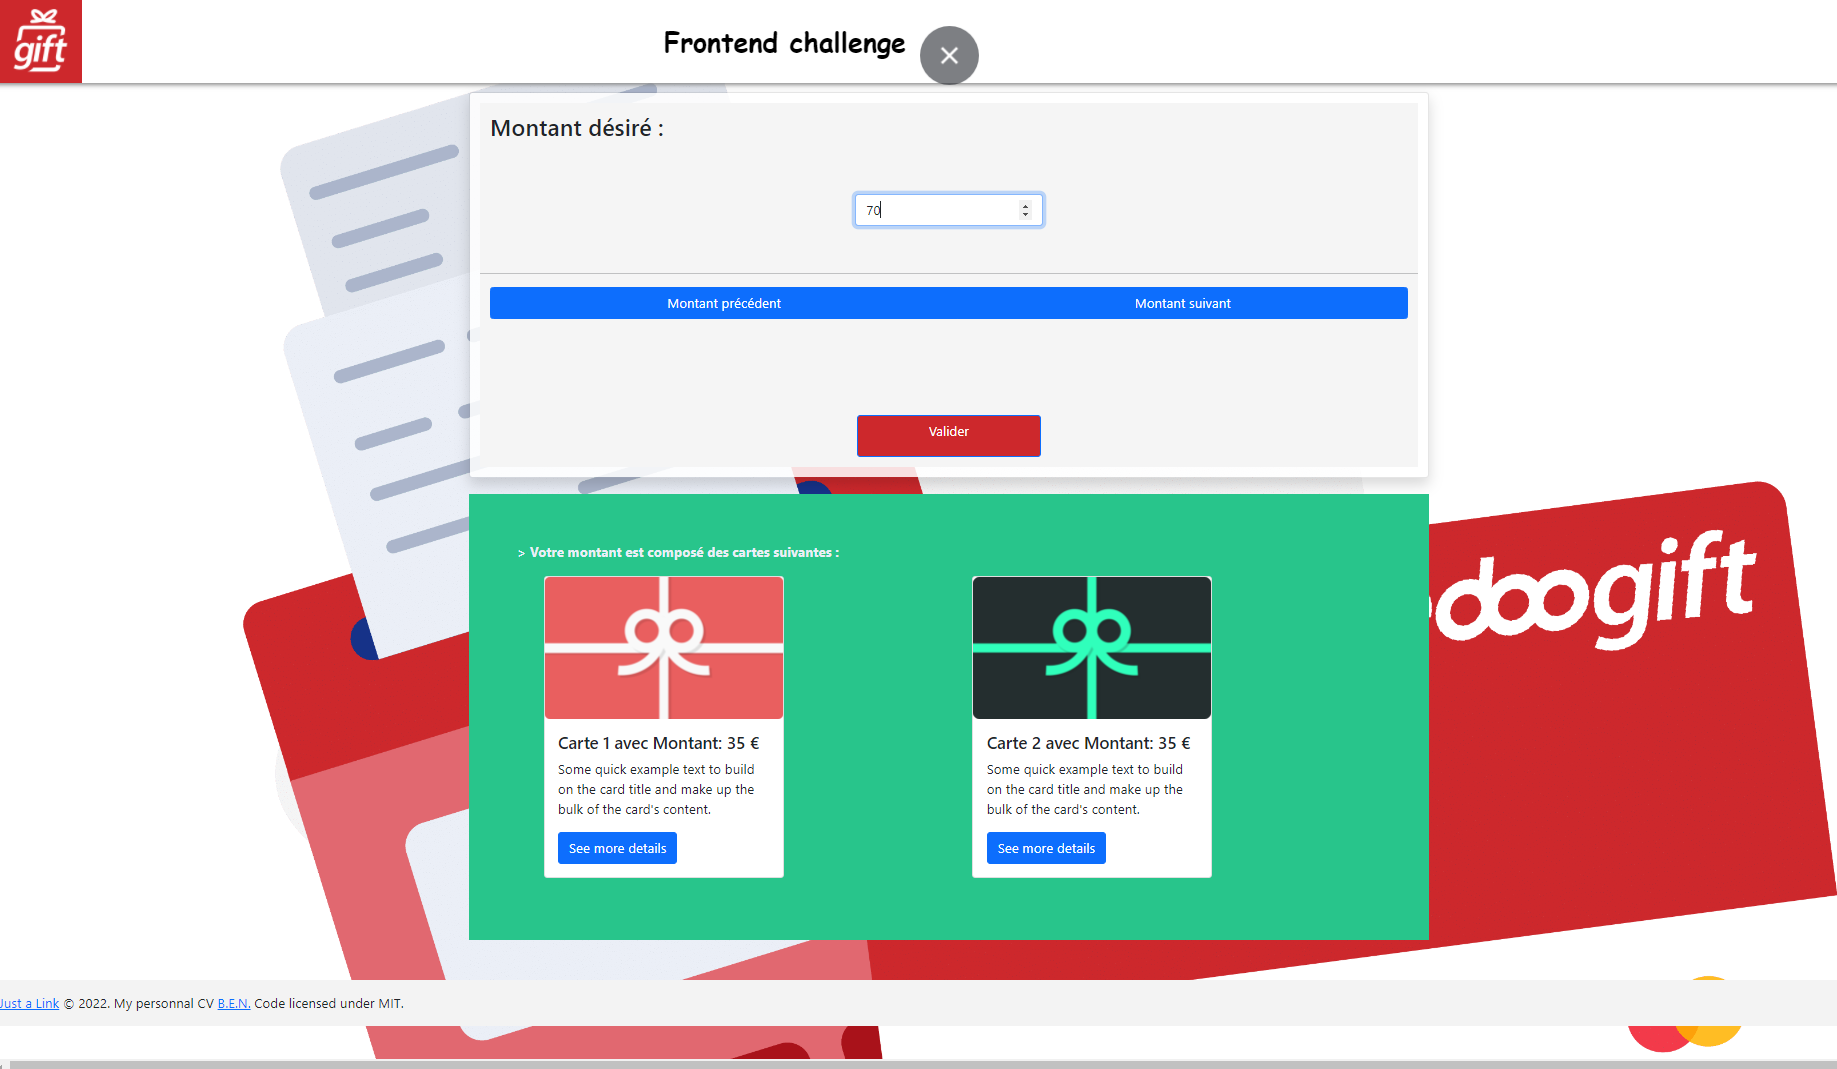 gift
Frontend challenge
Montant désiré :
70
Montant précédent
Montant suivant
Valider
doogift
> Votre montant est composé des cartes suivantes :
Carte 1 avec Montant: 35 €
Some quick example text to build
on the card title and make up the
bulk of the card's content.
See more details
Carte 2 avec Montant: 35 €
Some quick example text to build
on the card title and make up the
bulk of the card's content.
See more details
Just a Link © 2022. My personnal CV B.E.N. Code licensed under MIT.